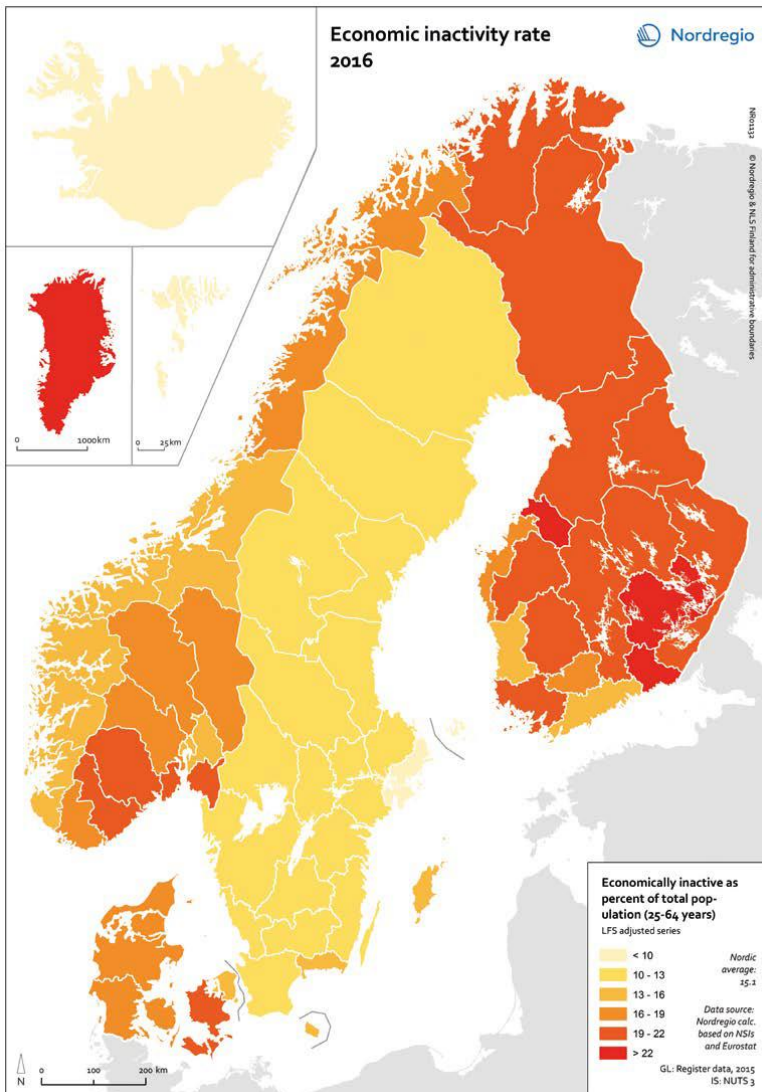 Economic inactivity rate
2016
Nordregio
NR01132 © Nordregio & NLS Finland for administrative boundaries
0 1000km
0 25km
Economically inactive as
percent of total pop-
ulation (25-64 years)
LFS adjusted series
< 10
10 - 13
13 - 16
16 - 19
19 - 22
> 22
Nordic
average:
15.1
Data source:
Nordregio calc.
based on NSIs
and Eurostat
GL: Register data, 2015
IS: NUTS 3
N
0 100 200 km